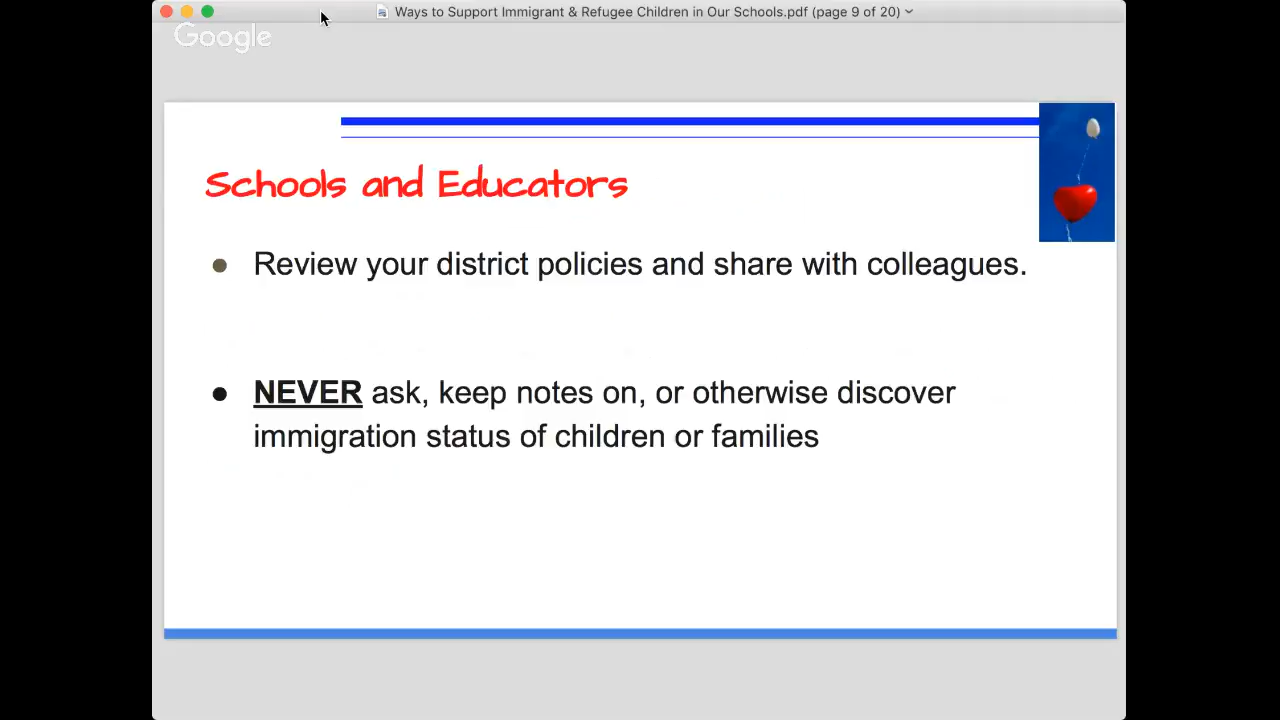 Ways to Support Immigrant & Refugee Children in Our Schools.pdf (page 9 of 20)
Google
Schools and Educators
● Review your district policies and share with colleagues.
● NEVER ask, keep notes on, or otherwise discover
immigration status of children or families